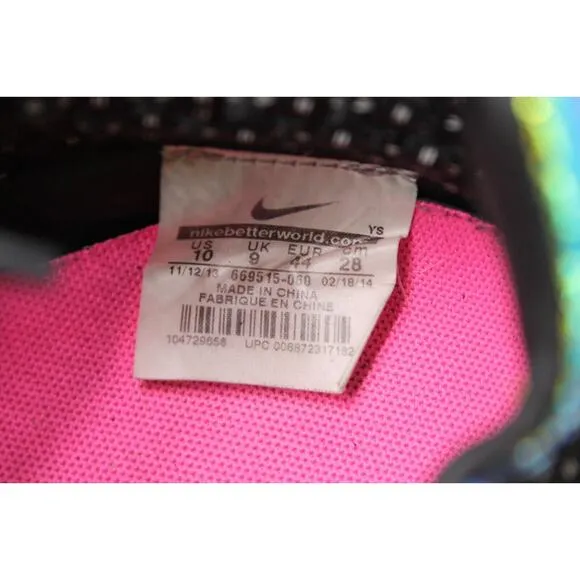 YS
nikebetterworld.com
US UK EUR cm
10 9 44 28
11/12/13 669515-060 02/18/14
MADE IN CHINA
FABRIQUE EN CHINE
104729658 UPC 008872317182